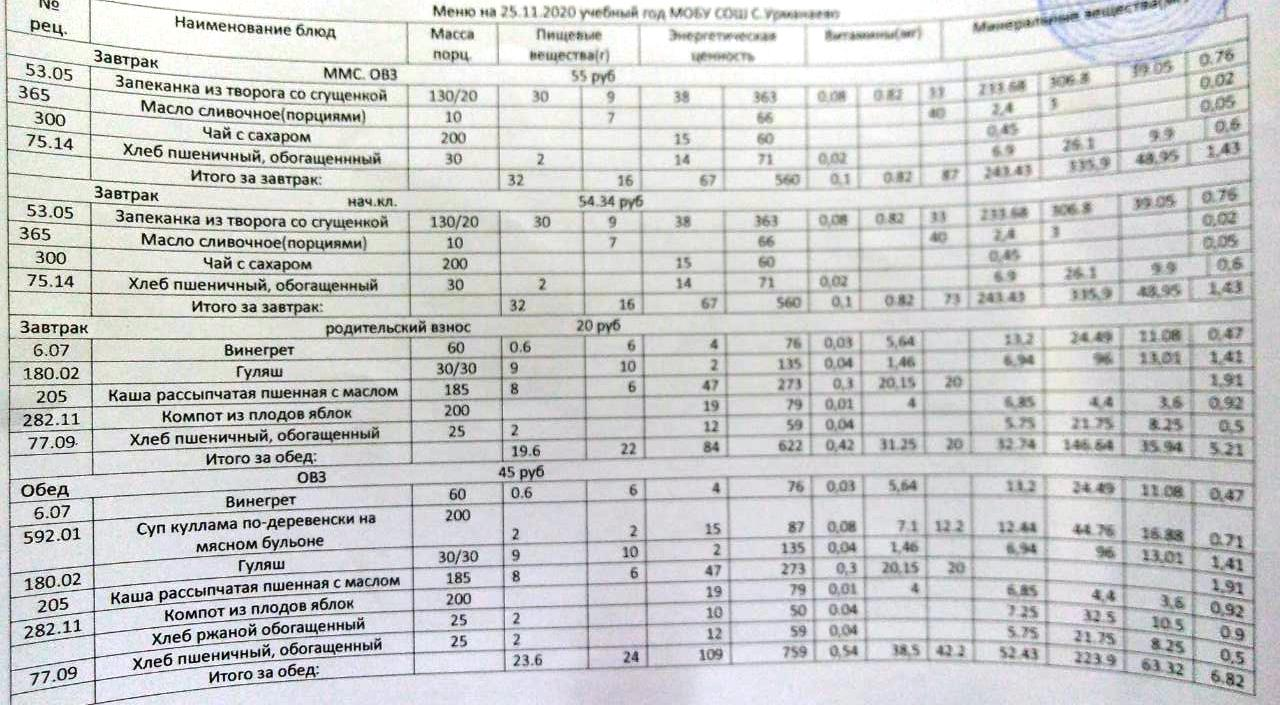 Меню на 25.11.2020 учебный год МОБУ СОШ С. Урманаево
№ рец. Наименование блюд Масса порц. Пищевые вещества(г) Энергетическая ценность Витамины(мг) Минеральные вещества(мг
Завтрак ММС. ОВЗ 55 руб
53.05 Запеканка из творога со сгущенкой 130/20 30 9 38 363 0,08 0.82 33 233.68 306.8 39.05 0.76
365 Масло сливочное(порциями) 10 7 66 40 2,4 3 0.02
300 Чай с сахаром 200 15 60 0,45 0,05
75.14 Хлеб пшеничный, обогащеннный 30 2 14 71 0,02 6.9 26.1 9.9 0,6
Итого за завтрак: 32 16 67 560 0,1 0.82 87 243.43 335,9 48,95 1,43
Завтрак нач.кл. 54.34 руб
53.05 Запеканка из творога со сгущенкой 130/20 30 9 38 363 0,08 0.82 33 233.68 306.8 39.05 0.76
365 Масло сливочное(порциями) 10 7 66 40 2,4 3 0.02
300 Чай с сахаром 200 15 60 0,45 0,05
75.14 Хлеб пшеничный, обогащенный 30 2 14 71 0,02 6.9 26.1 9.9 0,6
Итого за завтрак: 32 16 67 560 0,1 0.82 73 243.43 335,9 48,95 1,43
Завтрак родительский взнос 20 руб
6.07 Винегрет 60 0.6 6 4 76 0,03 5,64 13,2 24.49 11.08 0,47
180.02 Гуляш 30/30 9 10 2 135 0,04 1,46 6,94 96 13,01 1,41
205 Каша рассыпчатая пшенная с маслом 185 8 6 47 273 0,3 20,15 20 1,91
282.11 Компот из плодов яблок 200 19 79 0,01 4 6,85 4,4 3,6 0,92
77.09 Хлеб пшеничный, обогащенный 25 2 12 59 0,04 5.75 21.75 8.25 0,5
Итого за обед: 19.6 22 84 622 0,42 31.25 20 32.74 146.64 35.94 5.21
Обед ОВЗ 45 руб
6.07 Винегрет 60 0.6 6 4 76 0,03 5,64 13,2 24.49 11.08 0,47
592.01 Суп куллама по-деревенски на
мясном бульоне 200 2 2 15 87 0,08 7.1 12.2 12.44 44.76 16.88 0.71
180.02 Гуляш 30/30 9 10 2 135 0,04 1,46 6,94 96 13,01 1,41
205 Каша рассыпчатая пшенная с маслом 185 8 6 47 273 0,3 20,15 20 1,91
282.11 Компот из плодов яблок 200 19 79 0,01 4 6,85 4,4 3,6 0,92
Хлеб ржаной обогащенный 25 2 10 50 0.04 7.25 32.5 10.5 0.9
77.09 Хлеб пшеничный, обогащенный 25 2 12 59 0,04 5.75 21.75 8.25 0,5
Итого за обед: 23.6 24 109 759 0,54 38,5 42.2 52.43 223.9 63.32 6.82